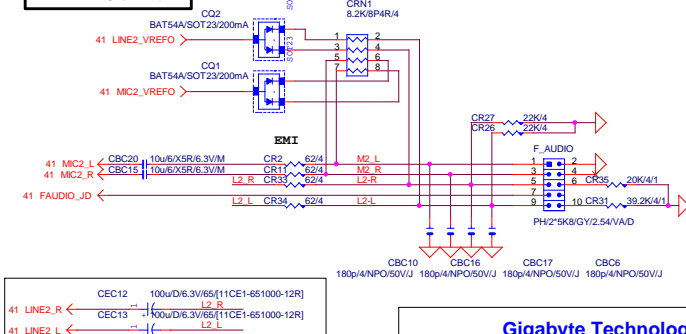 CRN1
CQ2
8.2K/8P4R/4
BAT54A/SOT23/200mA
41 LINE2_VREFO
1 2
3 4
5 6
7 8
CQ1
BAT54A/SOT23/200mA
41 MIC2_VREFO
CR27 22K/4
CR26 22K/4
EMI
F_AUDIO
41 MIC2_L CBC20 10u/6/X5R/6.3V/M CR2 62/4 M2_L 1 2
41 MIC2_R CBC15 10u/6/X5R/6.3V/M CR11 62/4 M2_R 3 4
L2_R CR33 62/4 L2-R 5 6 CR35 20K/4/1
41 FAUDIO_JD 7
L2_L CR34 62/4 L2-L 9 10 CR31 39.2K/4/1
PH/2*5K8/GY/2.54/VA/D
CBC10 CBC16 CBC17 CBC6
180p/4/NPO/50V/J 180p/4/NPO/50V/J 180p/4/NPO/50V/J 180p/4/NPO/50V/J
CEC12 100u/D/6.3V/65/[11CE1-651000-12R]
41 LINE2_R 1 L2_R
CEC13 + 100u/D/6.3V/65/[11CE1-651000-12R]
41 LINE2_L 1 L2_L